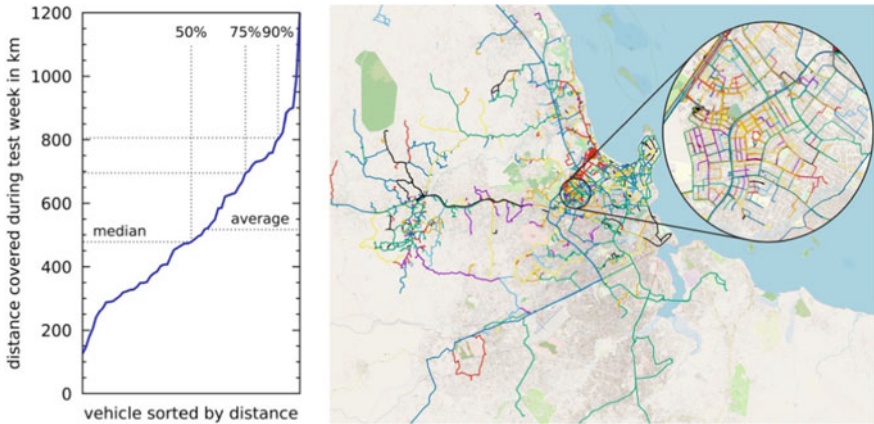 distance covered during test week in km
1200
1000
800
600
400
200
0
50%
75%
90%
median
average
vehicle sorted by distance